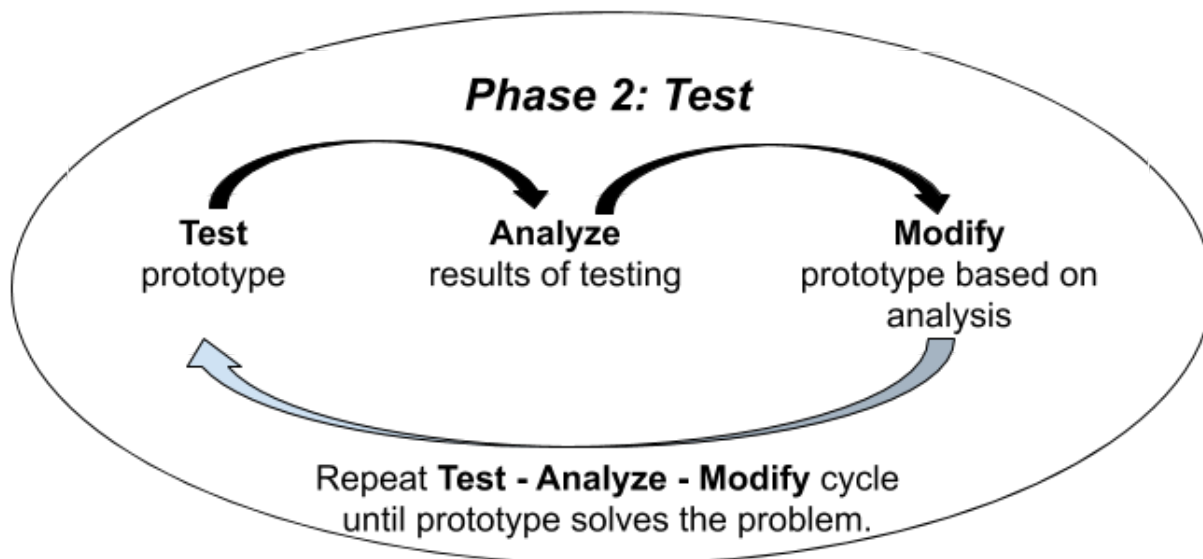 Phase 2: Test
Test
prototype
Analyze
results of testing
Modify
prototype based on
analysis
Repeat Test - Analyze - Modify cycle
until prototype solves the problem.